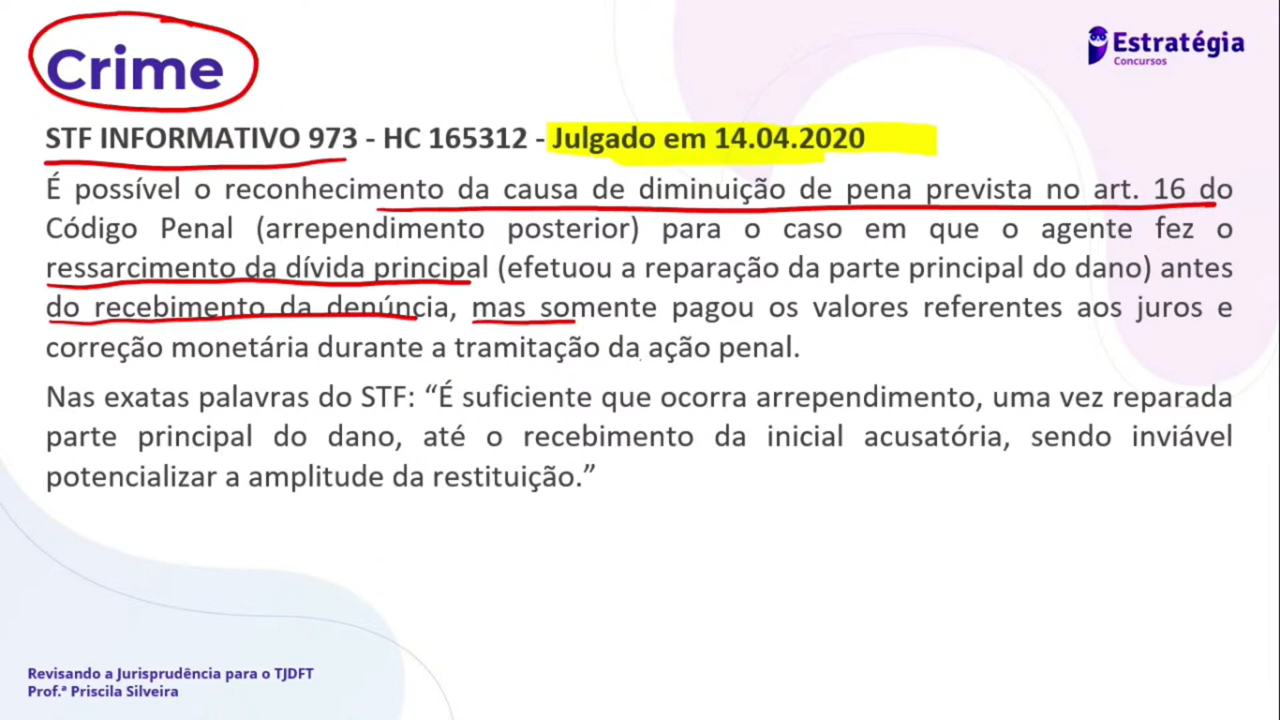 Crime
Estratégia
Concursos
STF INFORMATIVO 973 - HC 165312 - Julgado em 14.04.2020
É possível o reconhecimento da causa de diminuição de pena prevista no art. 16 do
Código Penal (arrependimento posterior) para o caso em que o agente fez o
ressarcimento da dívida principal (efetuou a reparação da parte principal do dano) antes
do recebimento da denúncia, mas somente pagou os valores referentes aos juros e
correção monetária durante a tramitação da ação penal.
Nas exatas palavras do STF: “É suficiente que ocorra arrependimento, uma vez reparada
parte principal do dano, até o recebimento da inicial acusatória, sendo inviável
potencializar a amplitude da restituição.”
Revisando a Jurisprudência para o TJDFT
Prof.ª Priscila Silveira